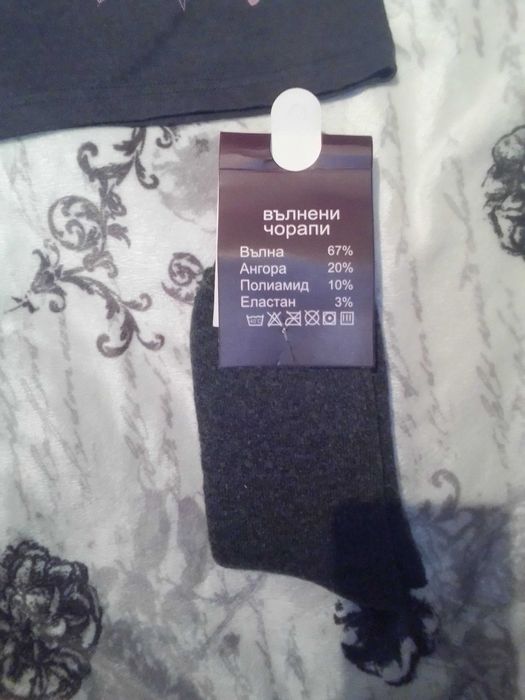 вълнени
чорапи
Вълна 67%
Ангора 20%
Полиамид 10%
Еластан 3%